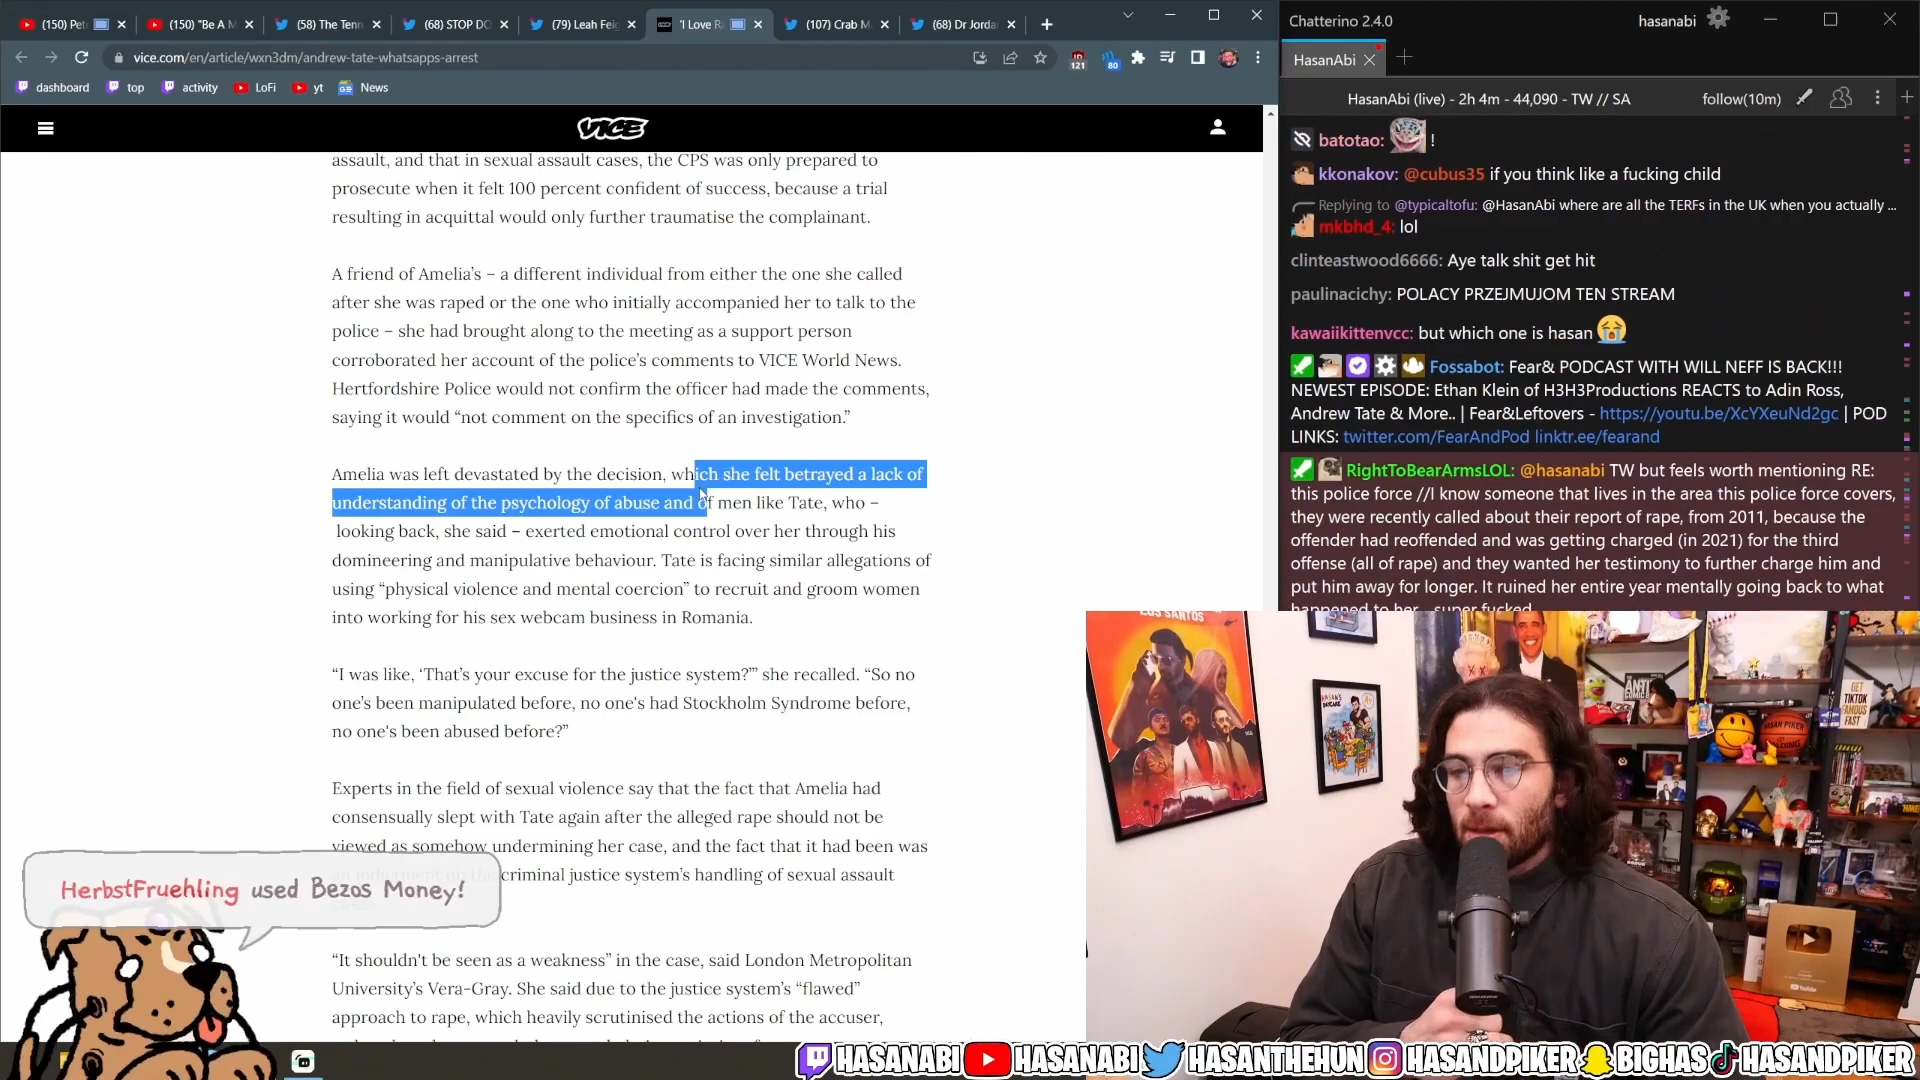 (150) Pet
(150) "Be A M
(58) The Tenn
(68) STOP DO
(79) Leah Feig
'I Love Ra
(107) Crab M
(68) Dr Jordan
vice.com/en/article/wxn3dm/andrew-tate-whatsapps-arrest
121
80
dashboard
top
activity
LoFi
yt
News
VICE
assault, and that in sexual assault cases, the CPS was only prepared to
prosecute when it felt 100 percent confident of success, because a trial
resulting in acquittal would only further traumatise the complainant.
A friend of Amelia's – a different individual from either the one she called
after she was raped or the one who initially accompanied her to talk to the
police – she had brought along to the meeting as a support person
corroborated her account of the police's comments to VICE World News.
Hertfordshire Police would not confirm the officer had made the comments,
saying it would “not comment on the specifics of an investigation.”
Amelia was left devastated by the decision, which she felt betrayed a lack of
understanding of the psychology of abuse and of men like Tate, who –
looking back, she said – exerted emotional control over her through his
domineering and manipulative behaviour. Tate is facing similar allegations of
using “physical violence and mental coercion” to recruit and groom women
into working for his sex webcam business in Romania.
“I was like, ‘That's your excuse for the justice system?’” she recalled. “So no
one's been manipulated before, no one's had Stockholm Syndrome before,
no one's been abused before?”
Experts in the field of sexual violence say that the fact that Amelia had
consensually slept with Tate again after the alleged rape should not be
viewed as somehow undermining her case, and the fact that it had been was
an indictment on the criminal justice system's handling of sexual assault
“It shouldn't be seen as a weakness” in the case, said London Metropolitan
University's Vera-Gray. She said due to the justice system's “flawed”
approach to rape, which heavily scrutinises the actions of the accuser,
HerbstFruehling used Bezos Money!
Chatterino 2.4.0
hasanabi
HasanAbi
HasanAbi (live) - 2h 4m - 44,090 - TW // SA
follow(10m)
batotao: !
kkonakov: @cubus35 if you think like a fucking child
Replying to @typicaltofu: @HasanAbi where are all the TERFs in the UK when you actually ...
mkbhd_4: lol
clinteastwood6666: Aye talk shit get hit
paulinacichy: POLACY PRZEJMUJOM TEN STREAM
kawaiikittenvcc: but which one is hasan
Fossabot: Fear& PODCAST WITH WILL NEFF IS BACK!!!
NEWEST EPISODE: Ethan Klein of H3H3Productions REACTS to Adin Ross,
Andrew Tate & More.. | Fear&Leftovers - https://youtu.be/XcYXeuNd2gc | POD
LINKS: twitter.com/FearAndPod linktr.ee/fearand
RightToBearArmsLOL: @hasanabi TW but feels worth mentioning RE:
this police force //I know someone that lives in the area this police force covers,
they were recently called about their report of rape, from 2011, because the
offender had reoffended and was getting charged (in 2021) for the third
offense (all of rape) and they wanted her testimony to further charge him and
put him away for longer. It ruined her entire year mentally going back to what
happened to her.. super fucked
LOS SANTOS
GET
TIKTOK
FAMOUS
FAST
HASAN PIKER
HASANABI
HASANABI
HASANTHEHUN
HASANDPIKER
BIGHAS
HASANDPIKER